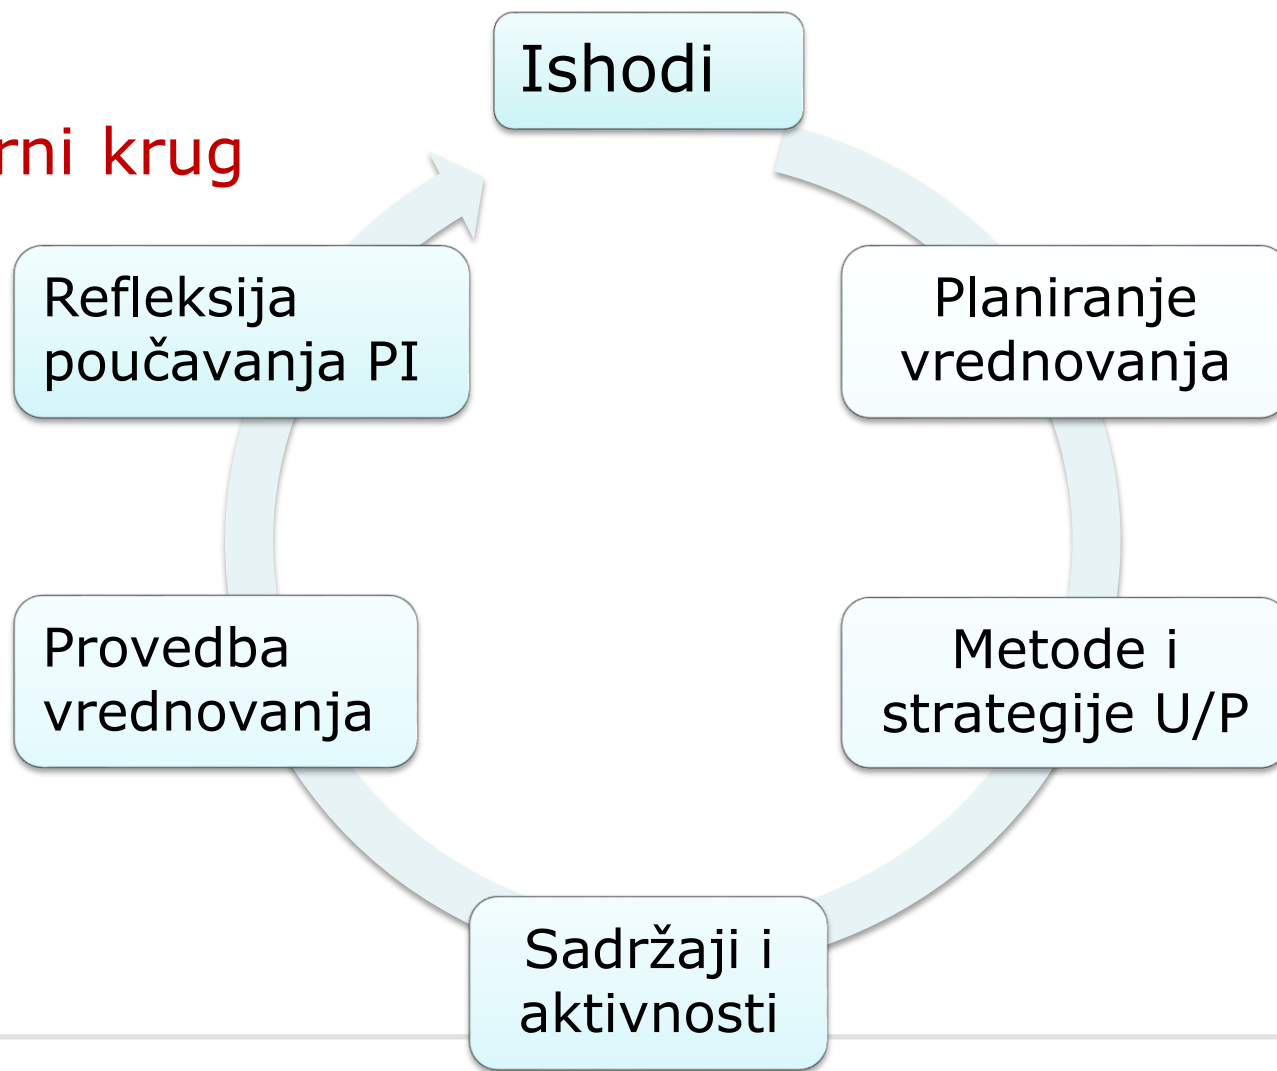 Ishodi
rni krug
Planiranje
vrednovanja
Metode i
strategije U/P
Sadržaji i
aktivnosti
Provedba
vrednovanja
Refleksija
poučavanja PI